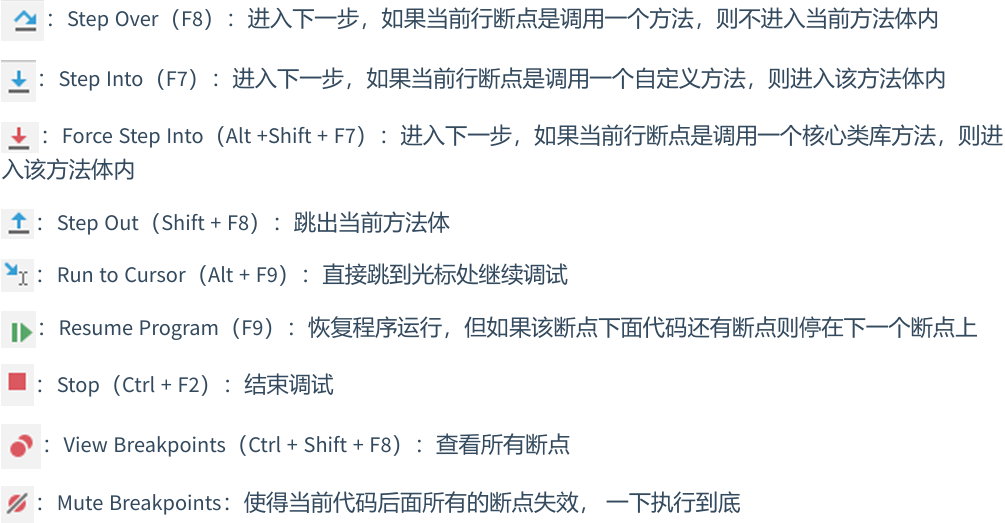 ：Step Over（F8）：进入下一步，如果当前行断点是调用一个方法，则不进入当前方法体内
：Step Into（F7）：进入下一步，如果当前行断点是调用一个自定义方法，则进入该方法体内
：Force Step Into（Alt +Shift + F7）：进入下一步，如果当前行断点是调用一个核心类库方法，则进
入该方法体内
：Step Out（Shift + F8）：跳出当前方法体
：Run to Cursor（Alt + F9）：直接跳到光标处继续调试
：Resume Program（F9）：恢复程序运行，但如果该断点下面代码还有断点则停在下一个断点上
：Stop（Ctrl + F2）：结束调试
：View Breakpoints（Ctrl + Shift + F8）：查看所有断点
：Mute Breakpoints：使得当前代码后面所有的断点失效， 一下执行到底